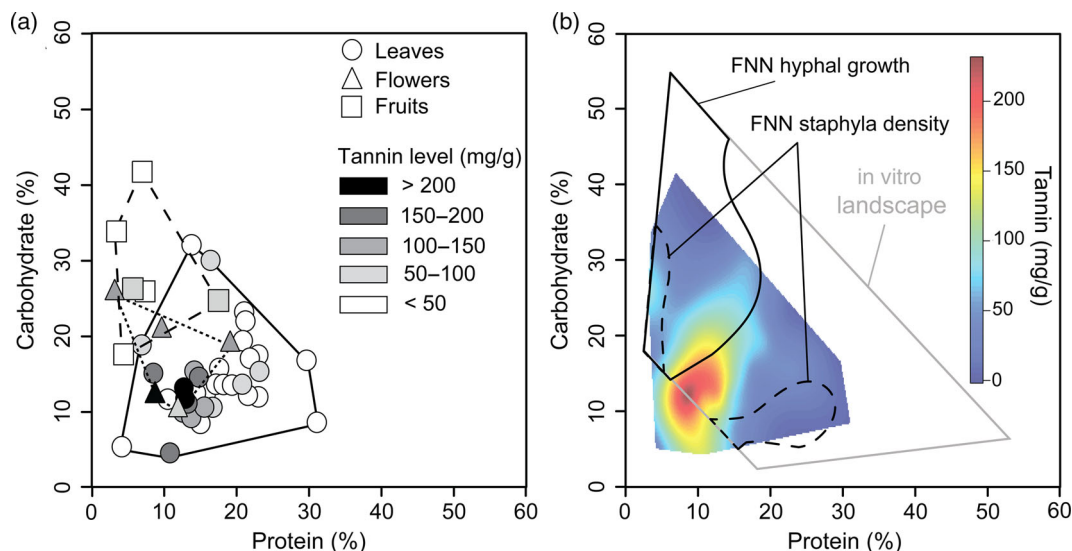 (a)
Leaves
Flowers
Fruits
Tannin level (mg/g)
> 200
150–200
100–150
50–100
< 50
60
50
40
30
20
10
0
Carbohydrate (%)
0 10 20 30 40 50 60
Protein (%)
(b)
FNN hyphal growth
FNN staphyla density
in vitro
landscape
200
150
100
50
0
Tannin (mg/g)
60
50
40
30
20
10
0
Carbohydrate (%)
0 10 20 30 40 50 60
Protein (%)